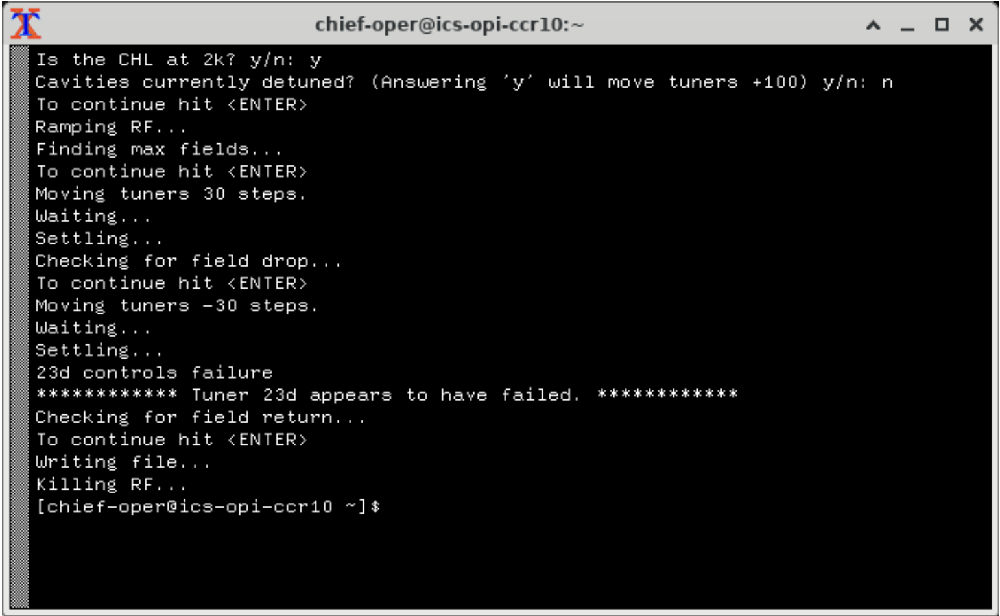 chief-oper@ics-opi-ccr10:~
Is the CHL at 2k? y/n: y
Cavities currently detuned? (Answering 'y' will move tuners +100) y/n: n
To continue hit <ENTER>
Ramping RF...
Finding max fields...
To continue hit <ENTER>
Moving tuners 30 steps.
Waiting...
Settling...
Checking for field drop...
To continue hit <ENTER>
Moving tuners -30 steps.
Waiting...
Settling...
23d controls failure
************ Tuner 23d appears to have failed. ************
Checking for field return...
To continue hit <ENTER>
Writing file...
Killing RF...
[chief-oper@ics-opi-ccr10 ~]$